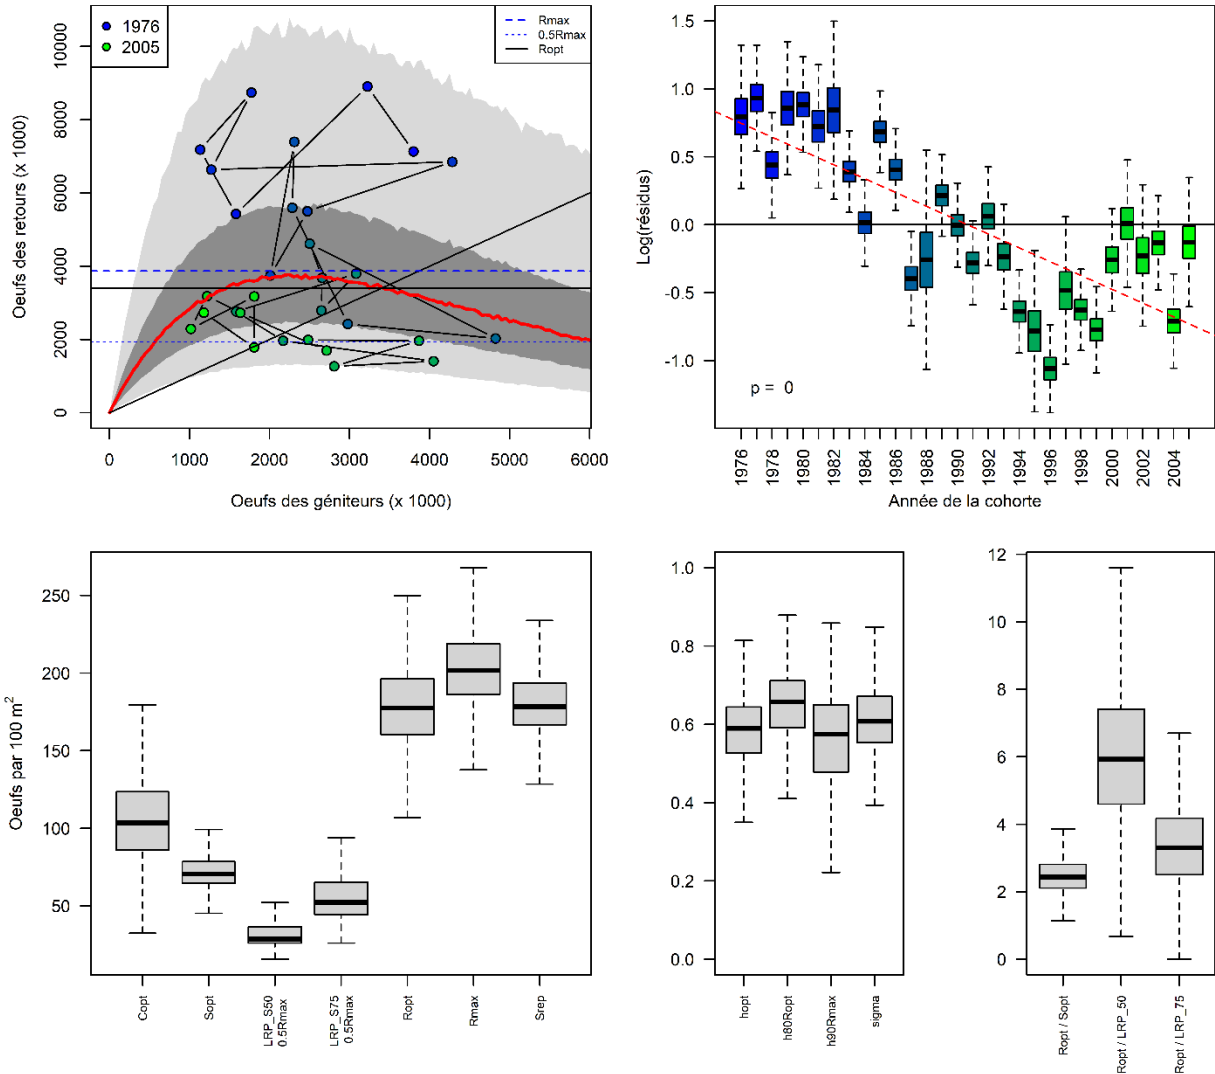 1976
2005
Rmax
0.5Rmax
Ropt
10000
8000
6000
4000
2000
0
Oeufs des retours (x 1000)
0 1000 2000 3000 4000 5000 6000
Oeufs des géniteurs (x 1000)
1.5
1.0
0.5
0.0
-0.5
-1.0
Log(résidus)
p = 0
1976 1978 1980 1982 1984 1986 1988 1990 1992 1994 1996 1998 2000 2002 2004
Année de la cohorte
250
200
150
100
50
Oeufs par 100 m²
Copt
Sopt
LRP_S50
0.5Rmax
LRP_S75
0.5Rmax
Ropt
Rmax
Srep
1.0
0.8
0.6
0.4
0.2
0.0
hopt
h80Ropt
h90Rmax
sigma
12
10
8
6
4
2
0
Ropt / Sopt
Ropt / LRP_50
Ropt / LRP_75